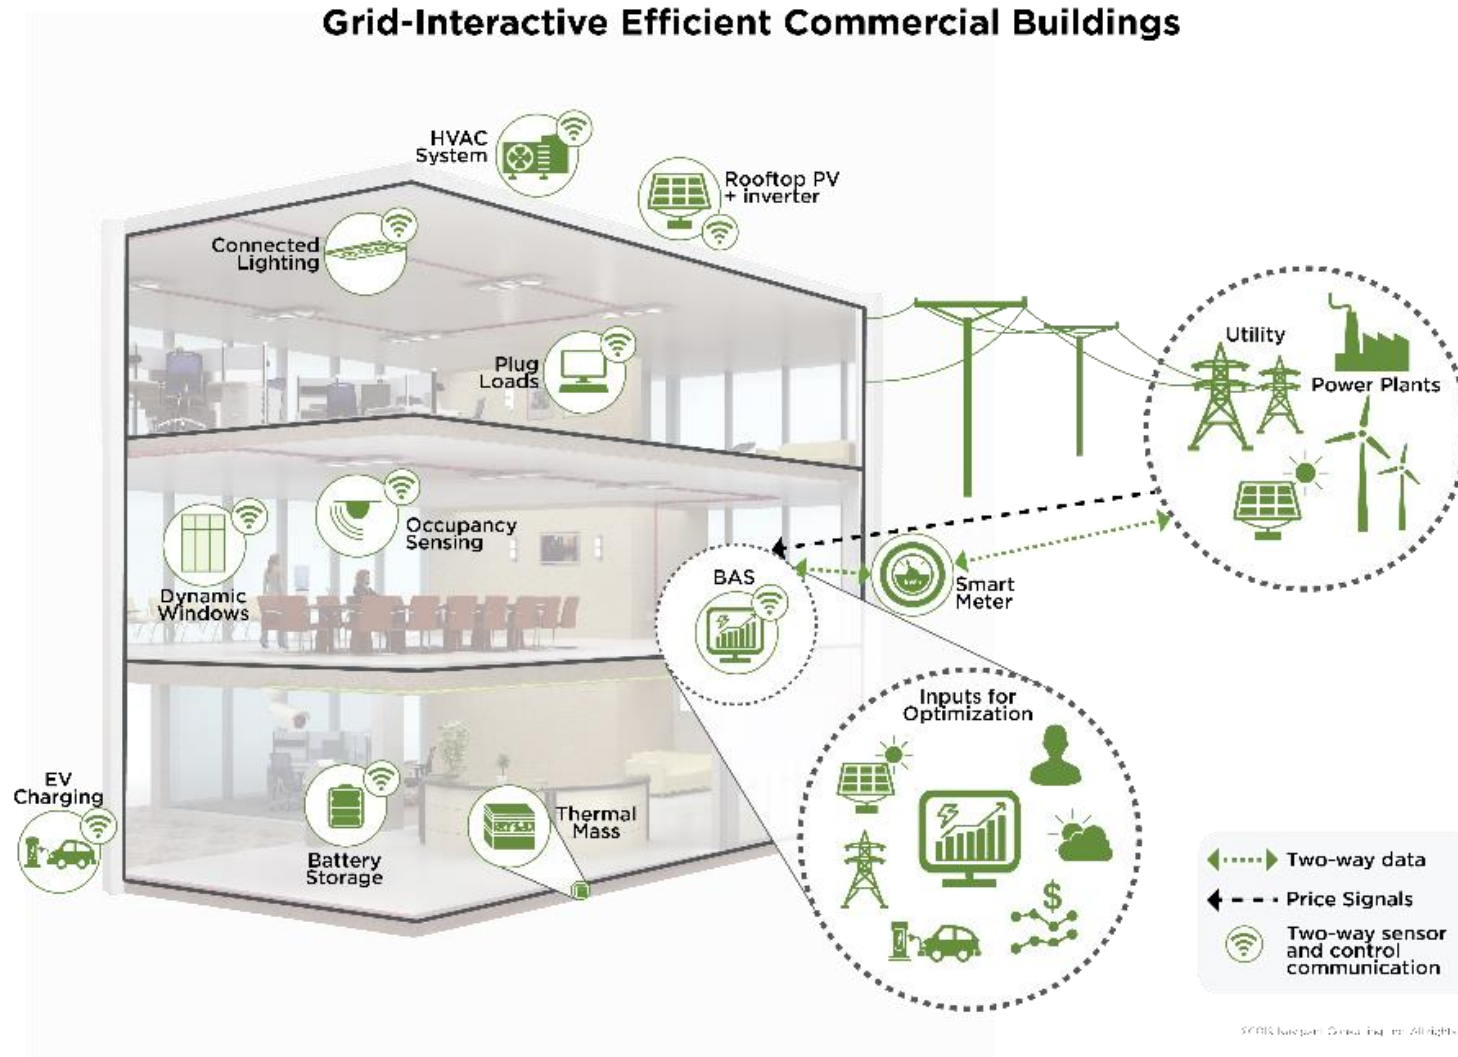 Grid-Interactive Efficient Commercial Buildings
HVAC
System
Rooftop PV
+ inverter
Connected
Lighting
Plug
Loads
Utility
Power Plants
Occupancy
Sensing
Dynamic
Windows
BAS
Smart
Meter
Inputs for
Optimization
$
EV
Charging
Battery
Storage
Thermal
Mass
Two-way data
Price Signals
Two-way sensor
and control
communication